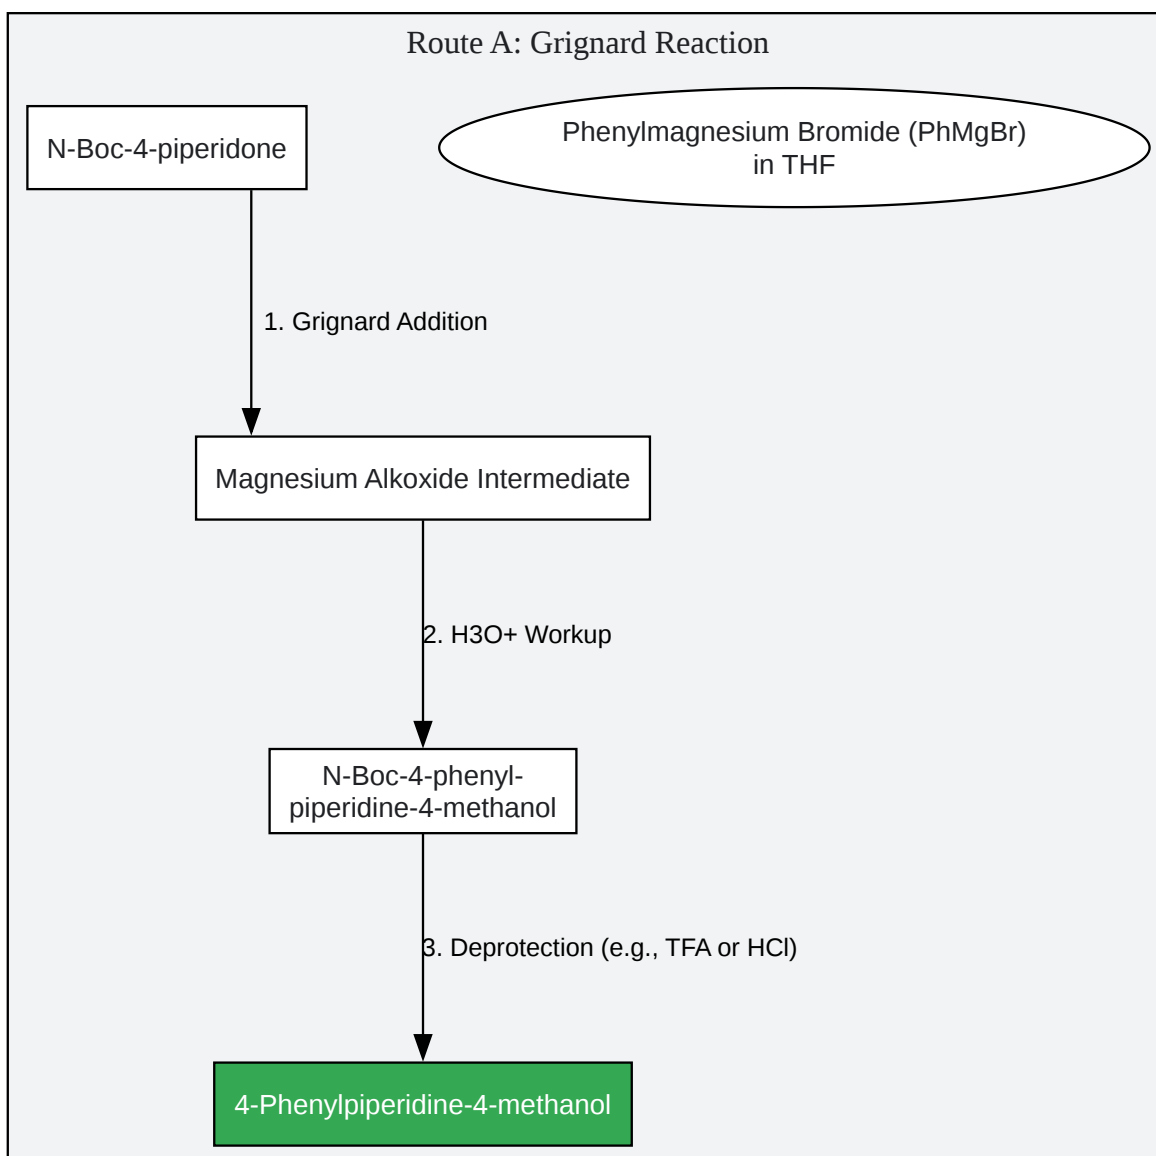 Route A: Grignard Reaction
N-Boc-4-piperidone
Phenylmagnesium Bromide (PhMgBr)
in THF
1. Grignard Addition
Magnesium Alkoxide Intermediate
2. H3O+ Workup
N-Boc-4-phenyl-
piperidine-4-methanol
3. Deprotection (e.g., TFA or HCl)
4-Phenylpiperidine-4-methanol